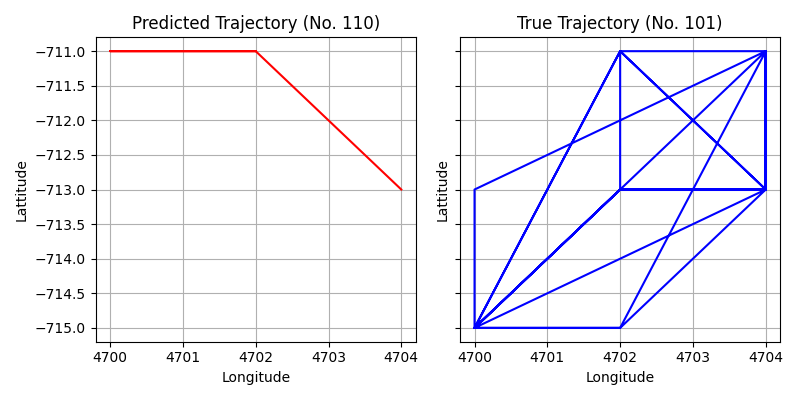 Predicted Trajectory (No. 110)
True Trajectory (No. 101)
Lattitude
−711.0
−711.5
−712.0
−712.5
−713.0
−713.5
−714.0
−714.5
−715.0
4700 4701 4702 4703 4704
Longitude
Lattitude
4700 4701 4702 4703 4704
Longitude